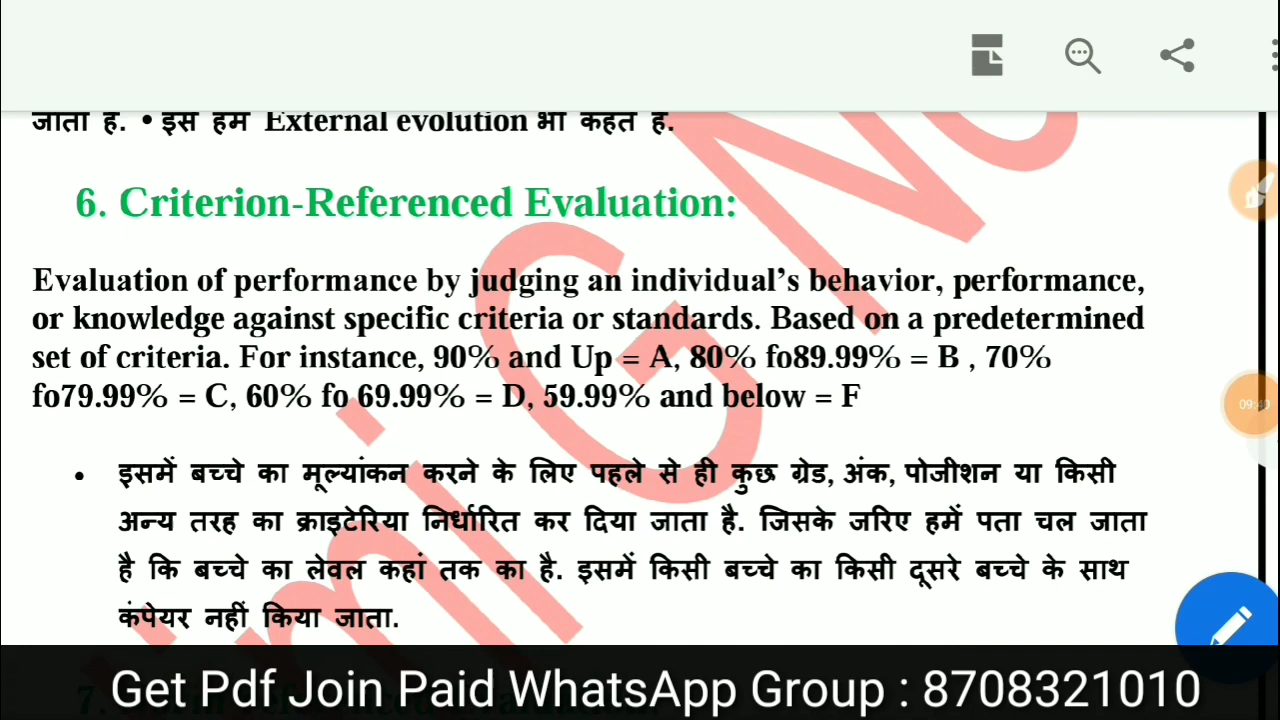 जाता है. • इसे हम External evolution भी कहते हैं.
6. Criterion-Referenced Evaluation:
Evaluation of performance by judging an individual’s behavior, performance,
or knowledge against specific criteria or standards. Based on a predetermined
set of criteria. For instance, 90% and Up = A, 80% fo89.99% = B , 70%
fo79.99% = C, 60% fo 69.99% = D, 59.99% and below = F
• इसमें बच्चे का मूल्यांकन करने के लिए पहले से ही कुछ ग्रेड, अंक, पोजीशन या किसी
अन्य तरह का क्राइटेरिया निर्धारित कर दिया जाता है. जिसके जरिए हमें पता चल जाता
है कि बच्चे का लेवल कहां तक का है. इसमें किसी बच्चे का किसी दूसरे बच्चे के साथ
कंपेयर नहीं किया जाता.
09:40
7.
Get Pdf Join Paid WhatsApp Group : 8708321010